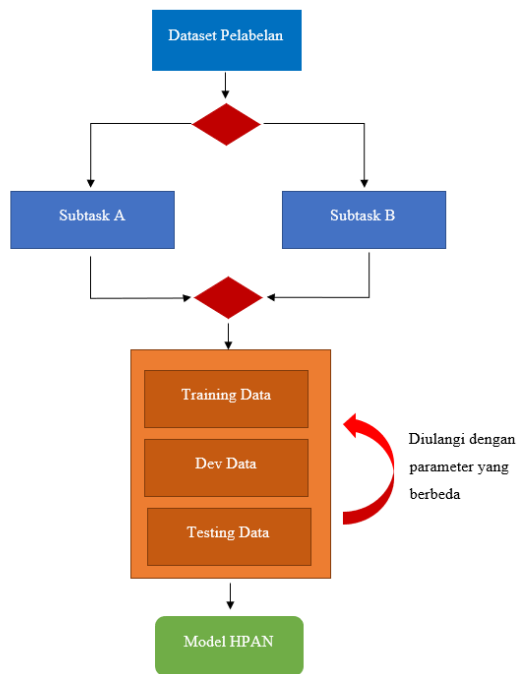 Dataset Pelabelan
Subtask A
Subtask B
Training Data
Dev Data
Testing Data
Diulangi dengan
parameter yang
berbeda
Model HPAN